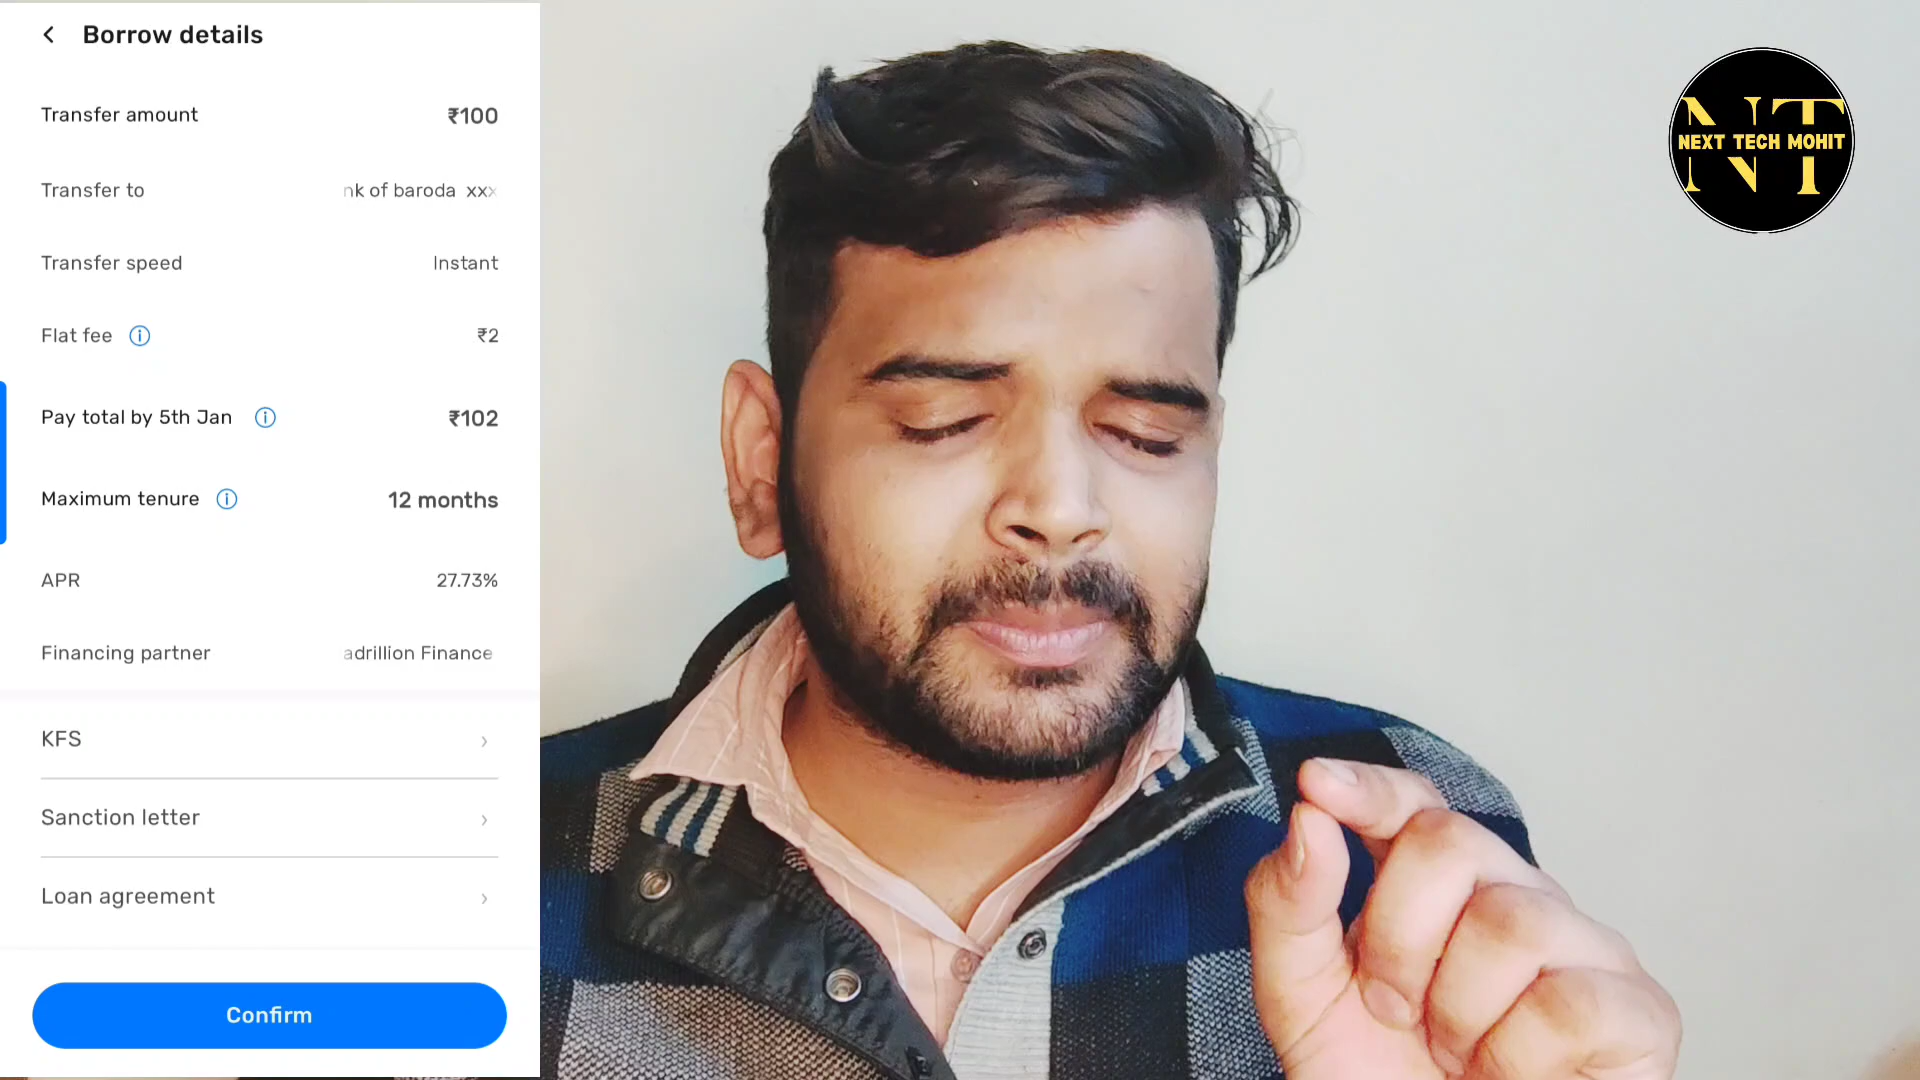 Borrow details
Transfer amount ₹100
Transfer to nk of baroda xxx
Transfer speed Instant
Flat fee ₹2
Pay total by 5th Jan ₹102
Maximum tenure 12 months
APR 27.73%
Financing partner adrillion Finance
KFS
Sanction letter
Loan agreement
Confirm
NT
NEXT TECH MOHIT